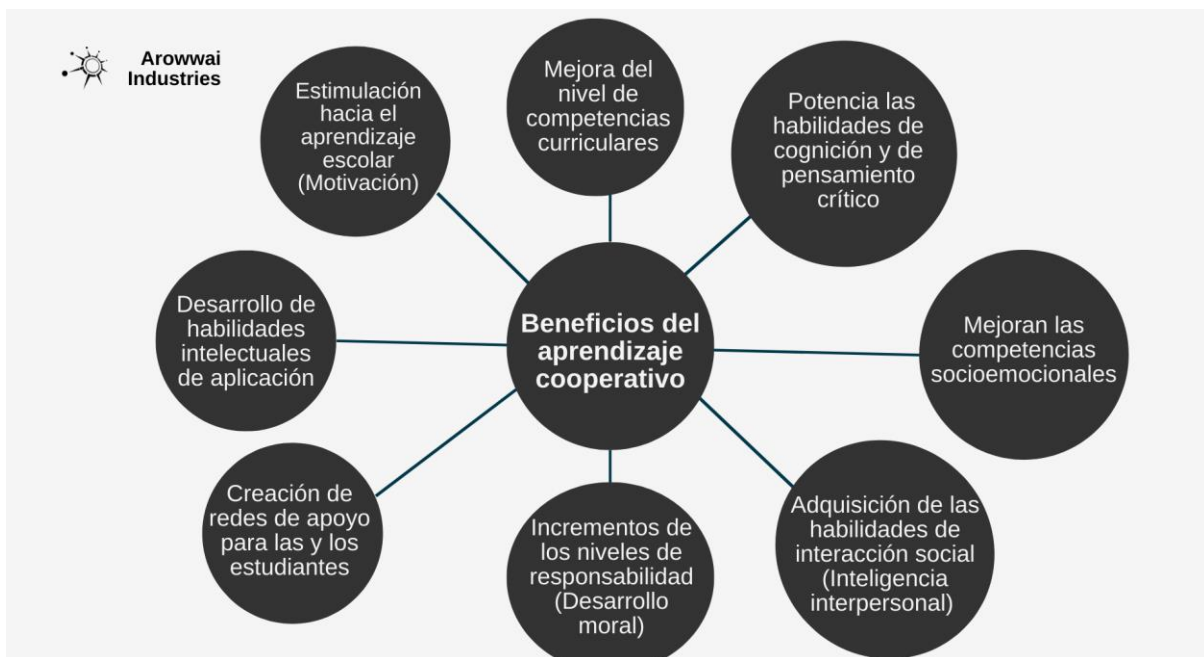 Arowwai
Industries
Estimulación
hacia el
aprendizaje
escolar
(Motivación)
Mejora del
nivel de
competencias
curriculares
Potencia las
habilidades de
cognición y de
pensamiento
crítico
Desarrollo de
habilidades
intelectuales
de aplicación
Beneficios del
aprendizaje
cooperativo
Mejoran las
competencias
socioemocionales
Creación de
redes de apoyo
para las y los
estudiantes
Incrementos de
los niveles de
responsabilidad
(Desarrollo
moral)
Adquisición de las
habilidades de
interacción social
(Inteligencia
interpersonal)